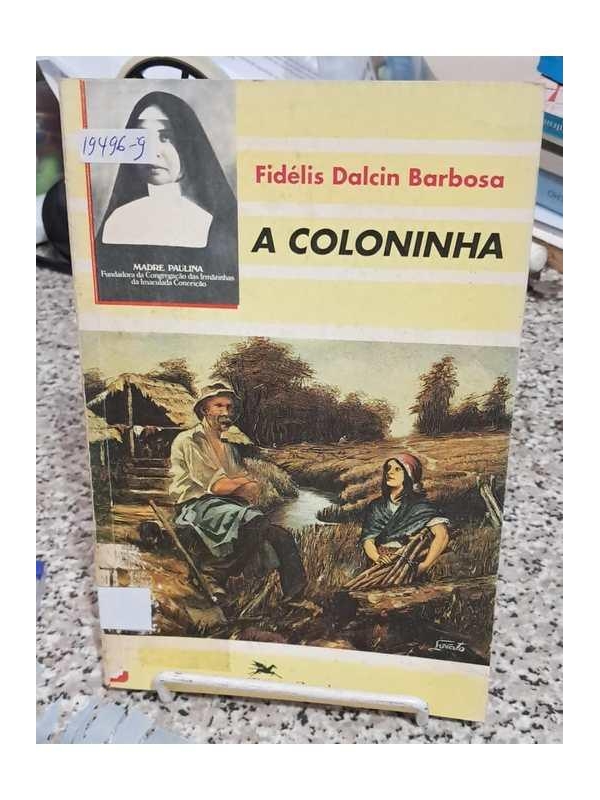 19496-9
Fidélis Dalcin Barbosa
A COLONINHA
MADRE PAULINA
Fundadora da Congregação das Irmãzinhas
da Imaculada Conceição